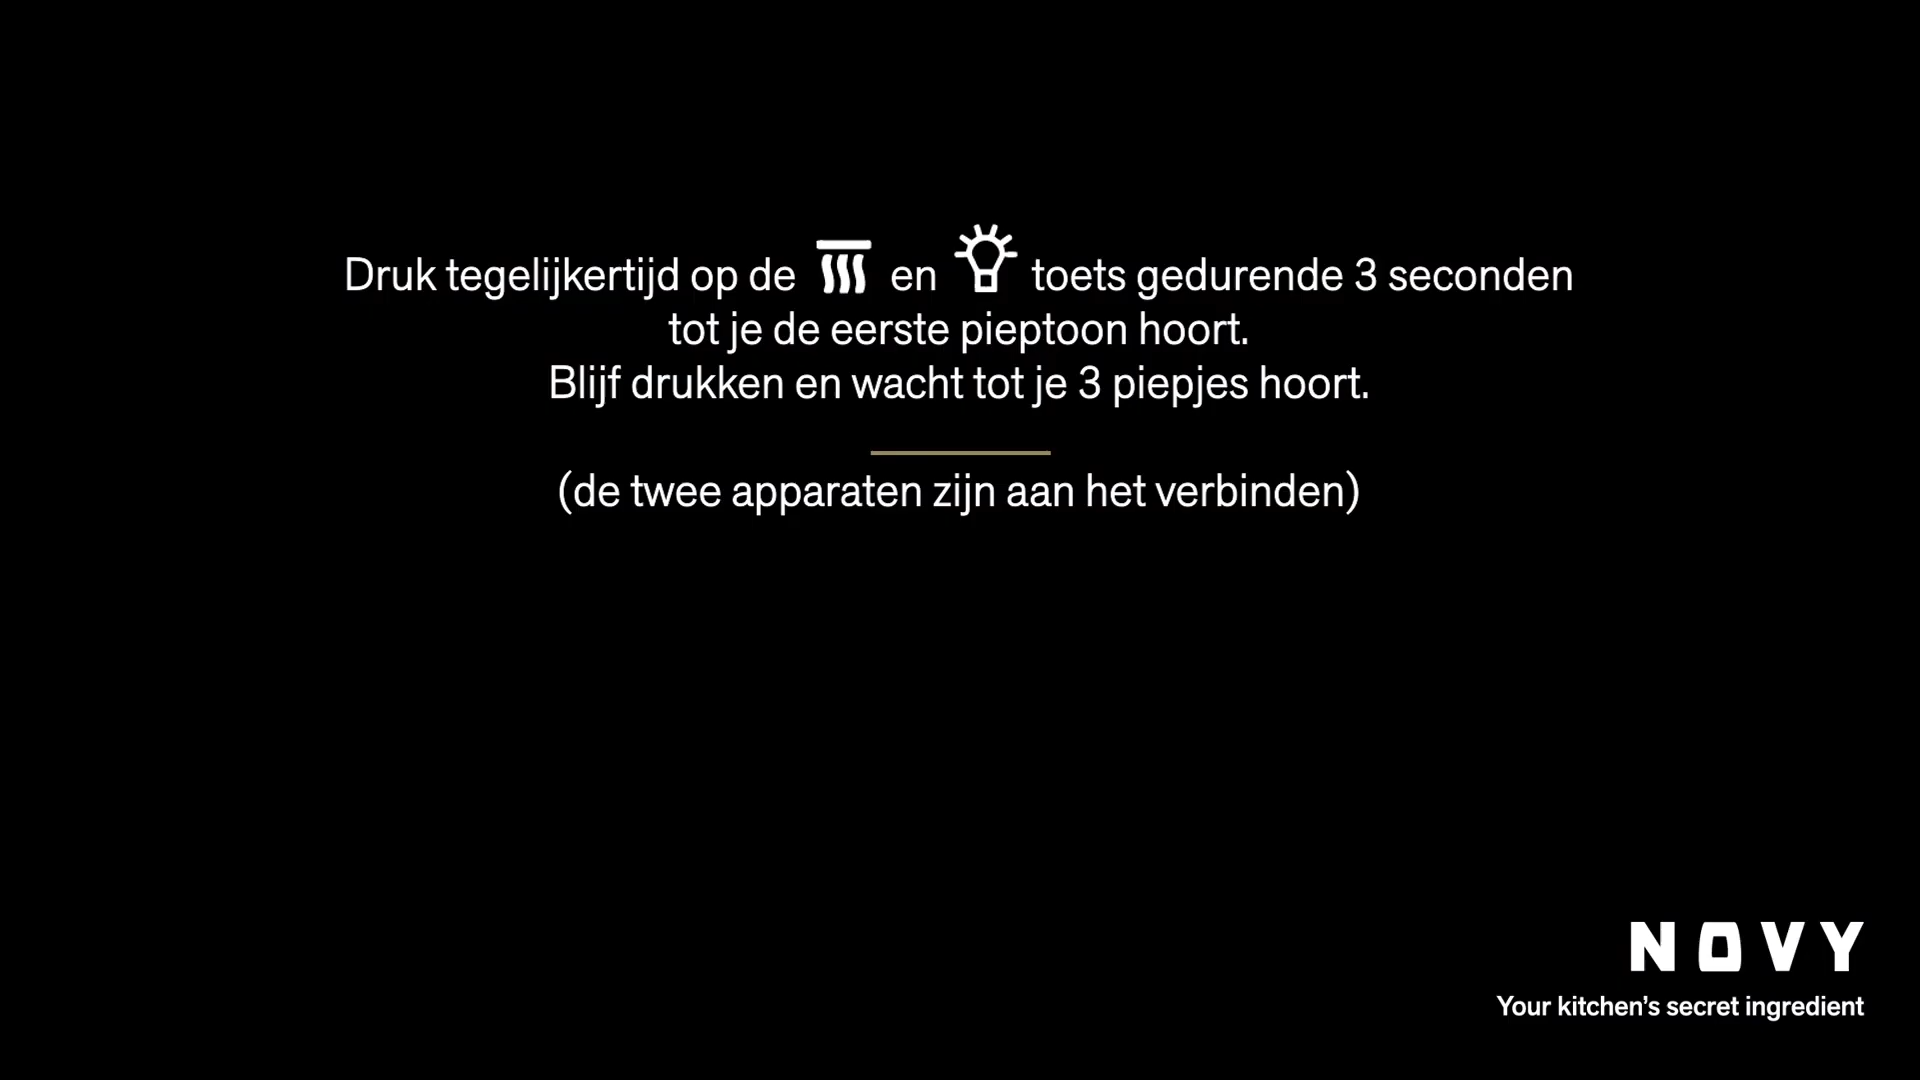 Druk tegelijkertijd op de en toets gedurende 3 seconden
tot je de eerste pieptoon hoort.
Blijf drukken en wacht tot je 3 piepjes hoort.
(de twee apparaten zijn aan het verbinden)
NOVY
Your kitchen's secret ingredient